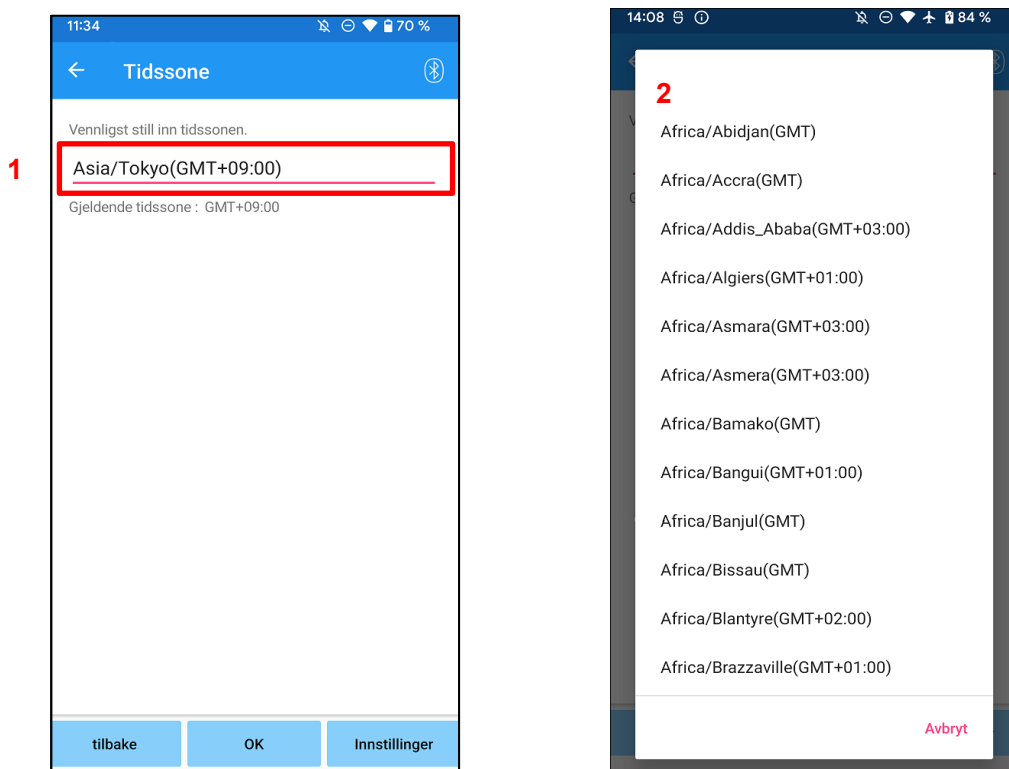 11:34
70 %
Tidssone
Vennligst still inn tidssonen.
1
Asia/Tokyo(GMT+09:00)
Gjeldende tidssone : GMT+09:00
tilbake
OK
Innstillinger
14:08
84 %
2
Africa/Abidjan(GMT)
Africa/Accra(GMT)
Africa/Addis_Ababa(GMT+03:00)
Africa/Algiers(GMT+01:00)
Africa/Asmara(GMT+03:00)
Africa/Asmera(GMT+03:00)
Africa/Bamako(GMT)
Africa/Bangui(GMT+01:00)
Africa/Banjul(GMT)
Africa/Bissau(GMT)
Africa/Blantyre(GMT+02:00)
Africa/Brazzaville(GMT+01:00)
Avbryt